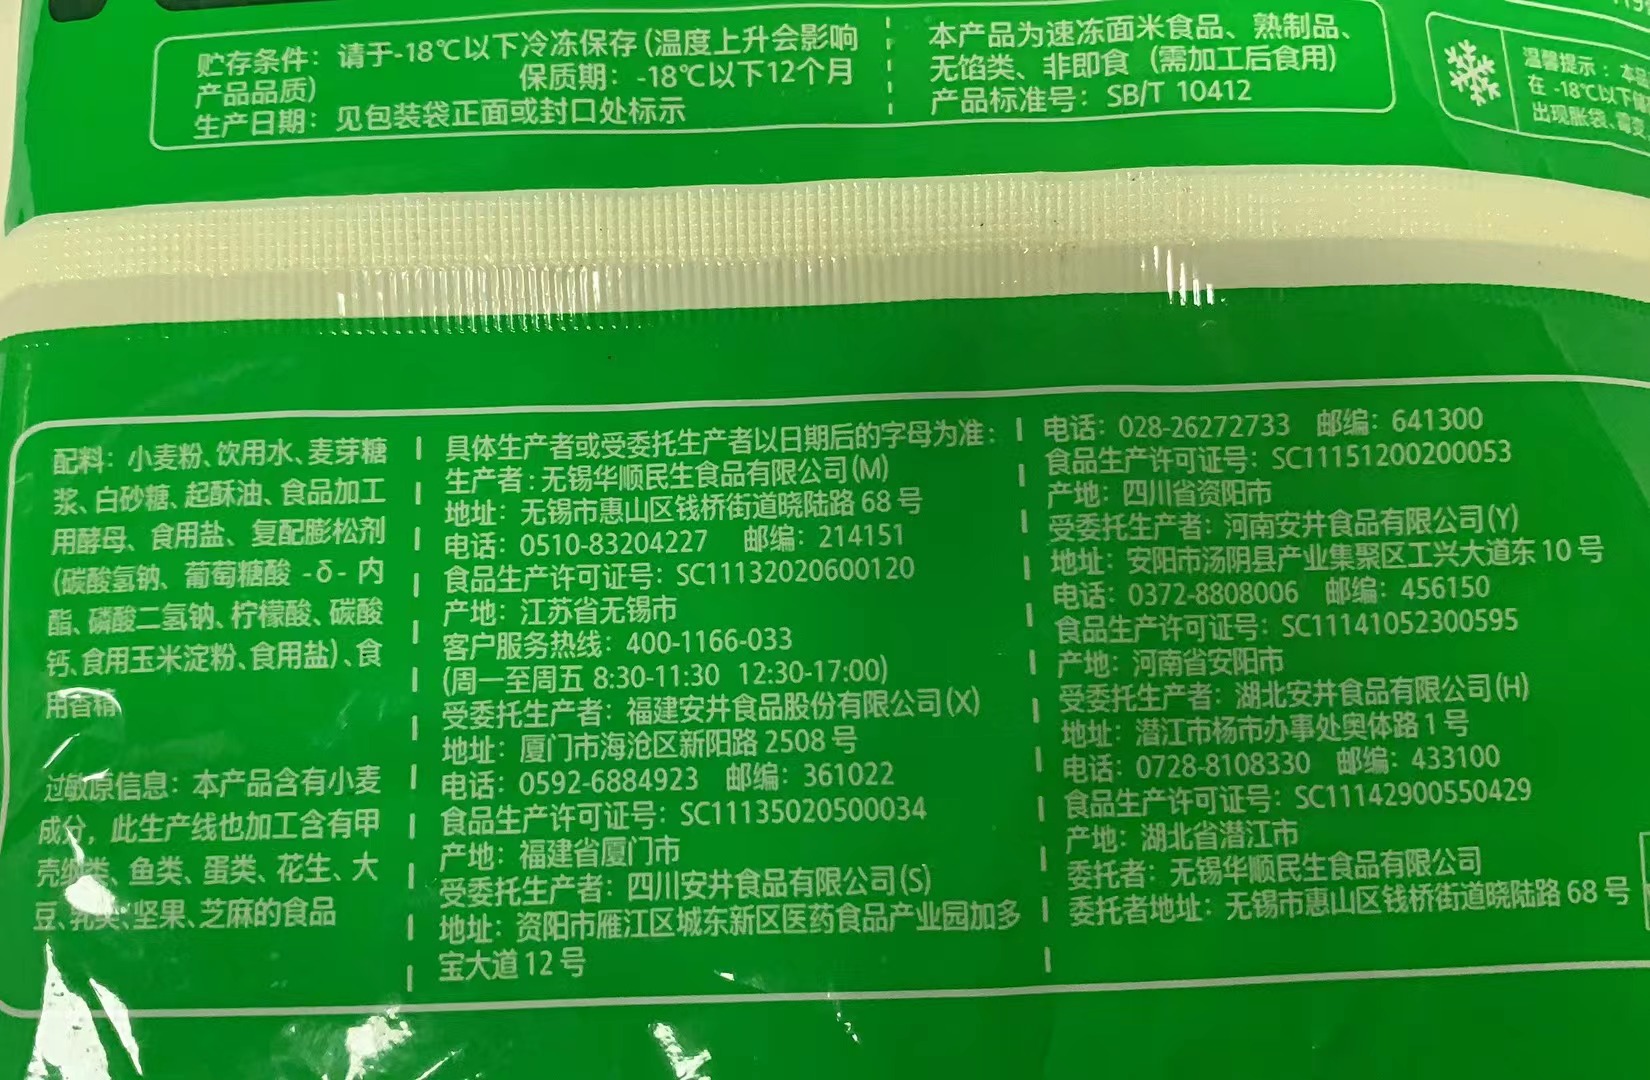 贮存条件：请于-18℃以下冷冻保存(温度上升会影响
产品品质)　保质期：-18℃以下12个月
生产日期：见包装袋正面或封口处标示
本产品为速冻面米食品、熟制品、
无馅类、非即食（需加工后食用）
产品标准号：SB/T 10412
温馨提示：
在 -18℃以下
出现胀袋、霉变
配料：小麦粉、饮用水、麦芽糖
浆、白砂糖、起酥油、食品加工
用酵母、食用盐、复配膨松剂
(碳酸氢钠、葡萄糖酸 -δ- 内
酯、磷酸二氢钠、柠檬酸、碳酸
钙、食用玉米淀粉、食用盐)、食
用香精
过敏原信息：本产品含有小麦
成分，此生产线也加工含有甲
壳纲类、鱼类、蛋类、花生、大
豆、乳类、坚果、芝麻的食品
具体生产者或受委托生产者以日期后的字母为准：
生产者：无锡华顺民生食品有限公司(M)
地址：无锡市惠山区钱桥街道晓陆路 68 号
电话：0510-83204227　邮编：214151
食品生产许可证号：SC11132020600120
产地：江苏省无锡市
客户服务热线：400-1166-033
(周一至周五 8:30-11:30 12:30-17:00)
受委托生产者：福建安井食品股份有限公司(X)
地址：厦门市海沧区新阳路 2508 号
电话：0592-6884923　邮编：361022
食品生产许可证号：SC11135020500034
产地：福建省厦门市
受委托生产者：四川安井食品有限公司(S)
地址：资阳市雁江区城东新区医药食品产业园加多
宝大道 12 号
电话：028-26272733　邮编：641300
食品生产许可证号：SC11151200200053
产地：四川省资阳市
受委托生产者：河南安井食品有限公司(Y)
地址：安阳市汤阴县产业集聚区工兴大道东 10 号
电话：0372-8808006　邮编：456150
食品生产许可证号：SC11141052300595
产地：河南省安阳市
受委托生产者：湖北安井食品有限公司(H)
地址：潜江市杨市办事处奥体路 1 号
电话：0728-8108330　邮编：433100
食品生产许可证号：SC11142900550429
产地：湖北省潜江市
委托者：无锡华顺民生食品有限公司
委托者地址：无锡市惠山区钱桥街道晓陆路 68 号